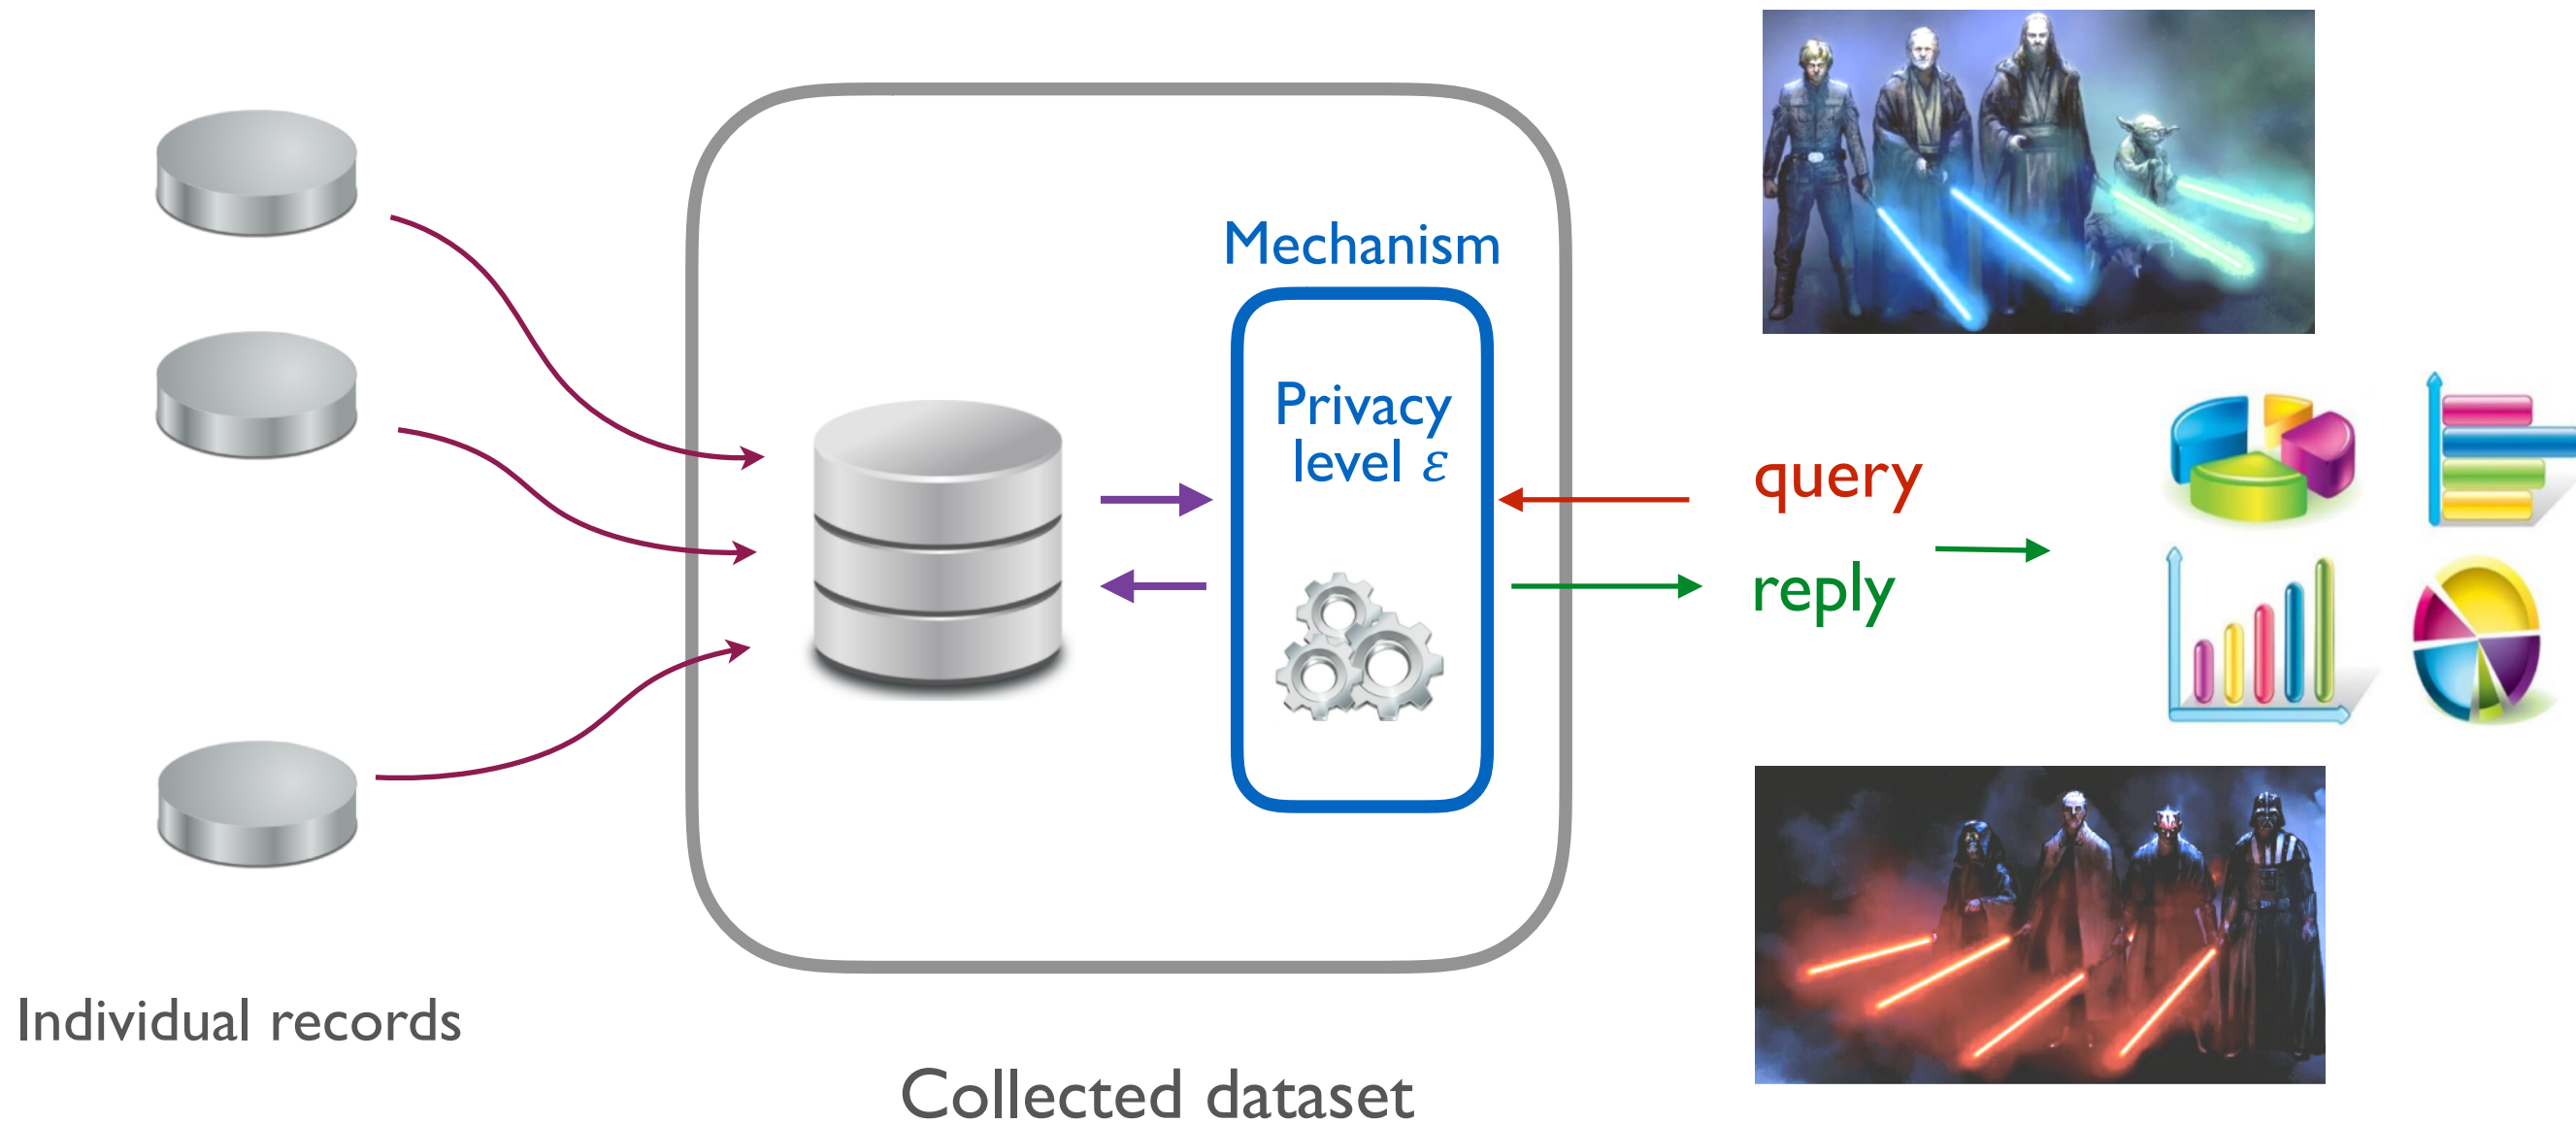 Individual records
Collected dataset
Mechanism
Privacy
level ε
query
reply